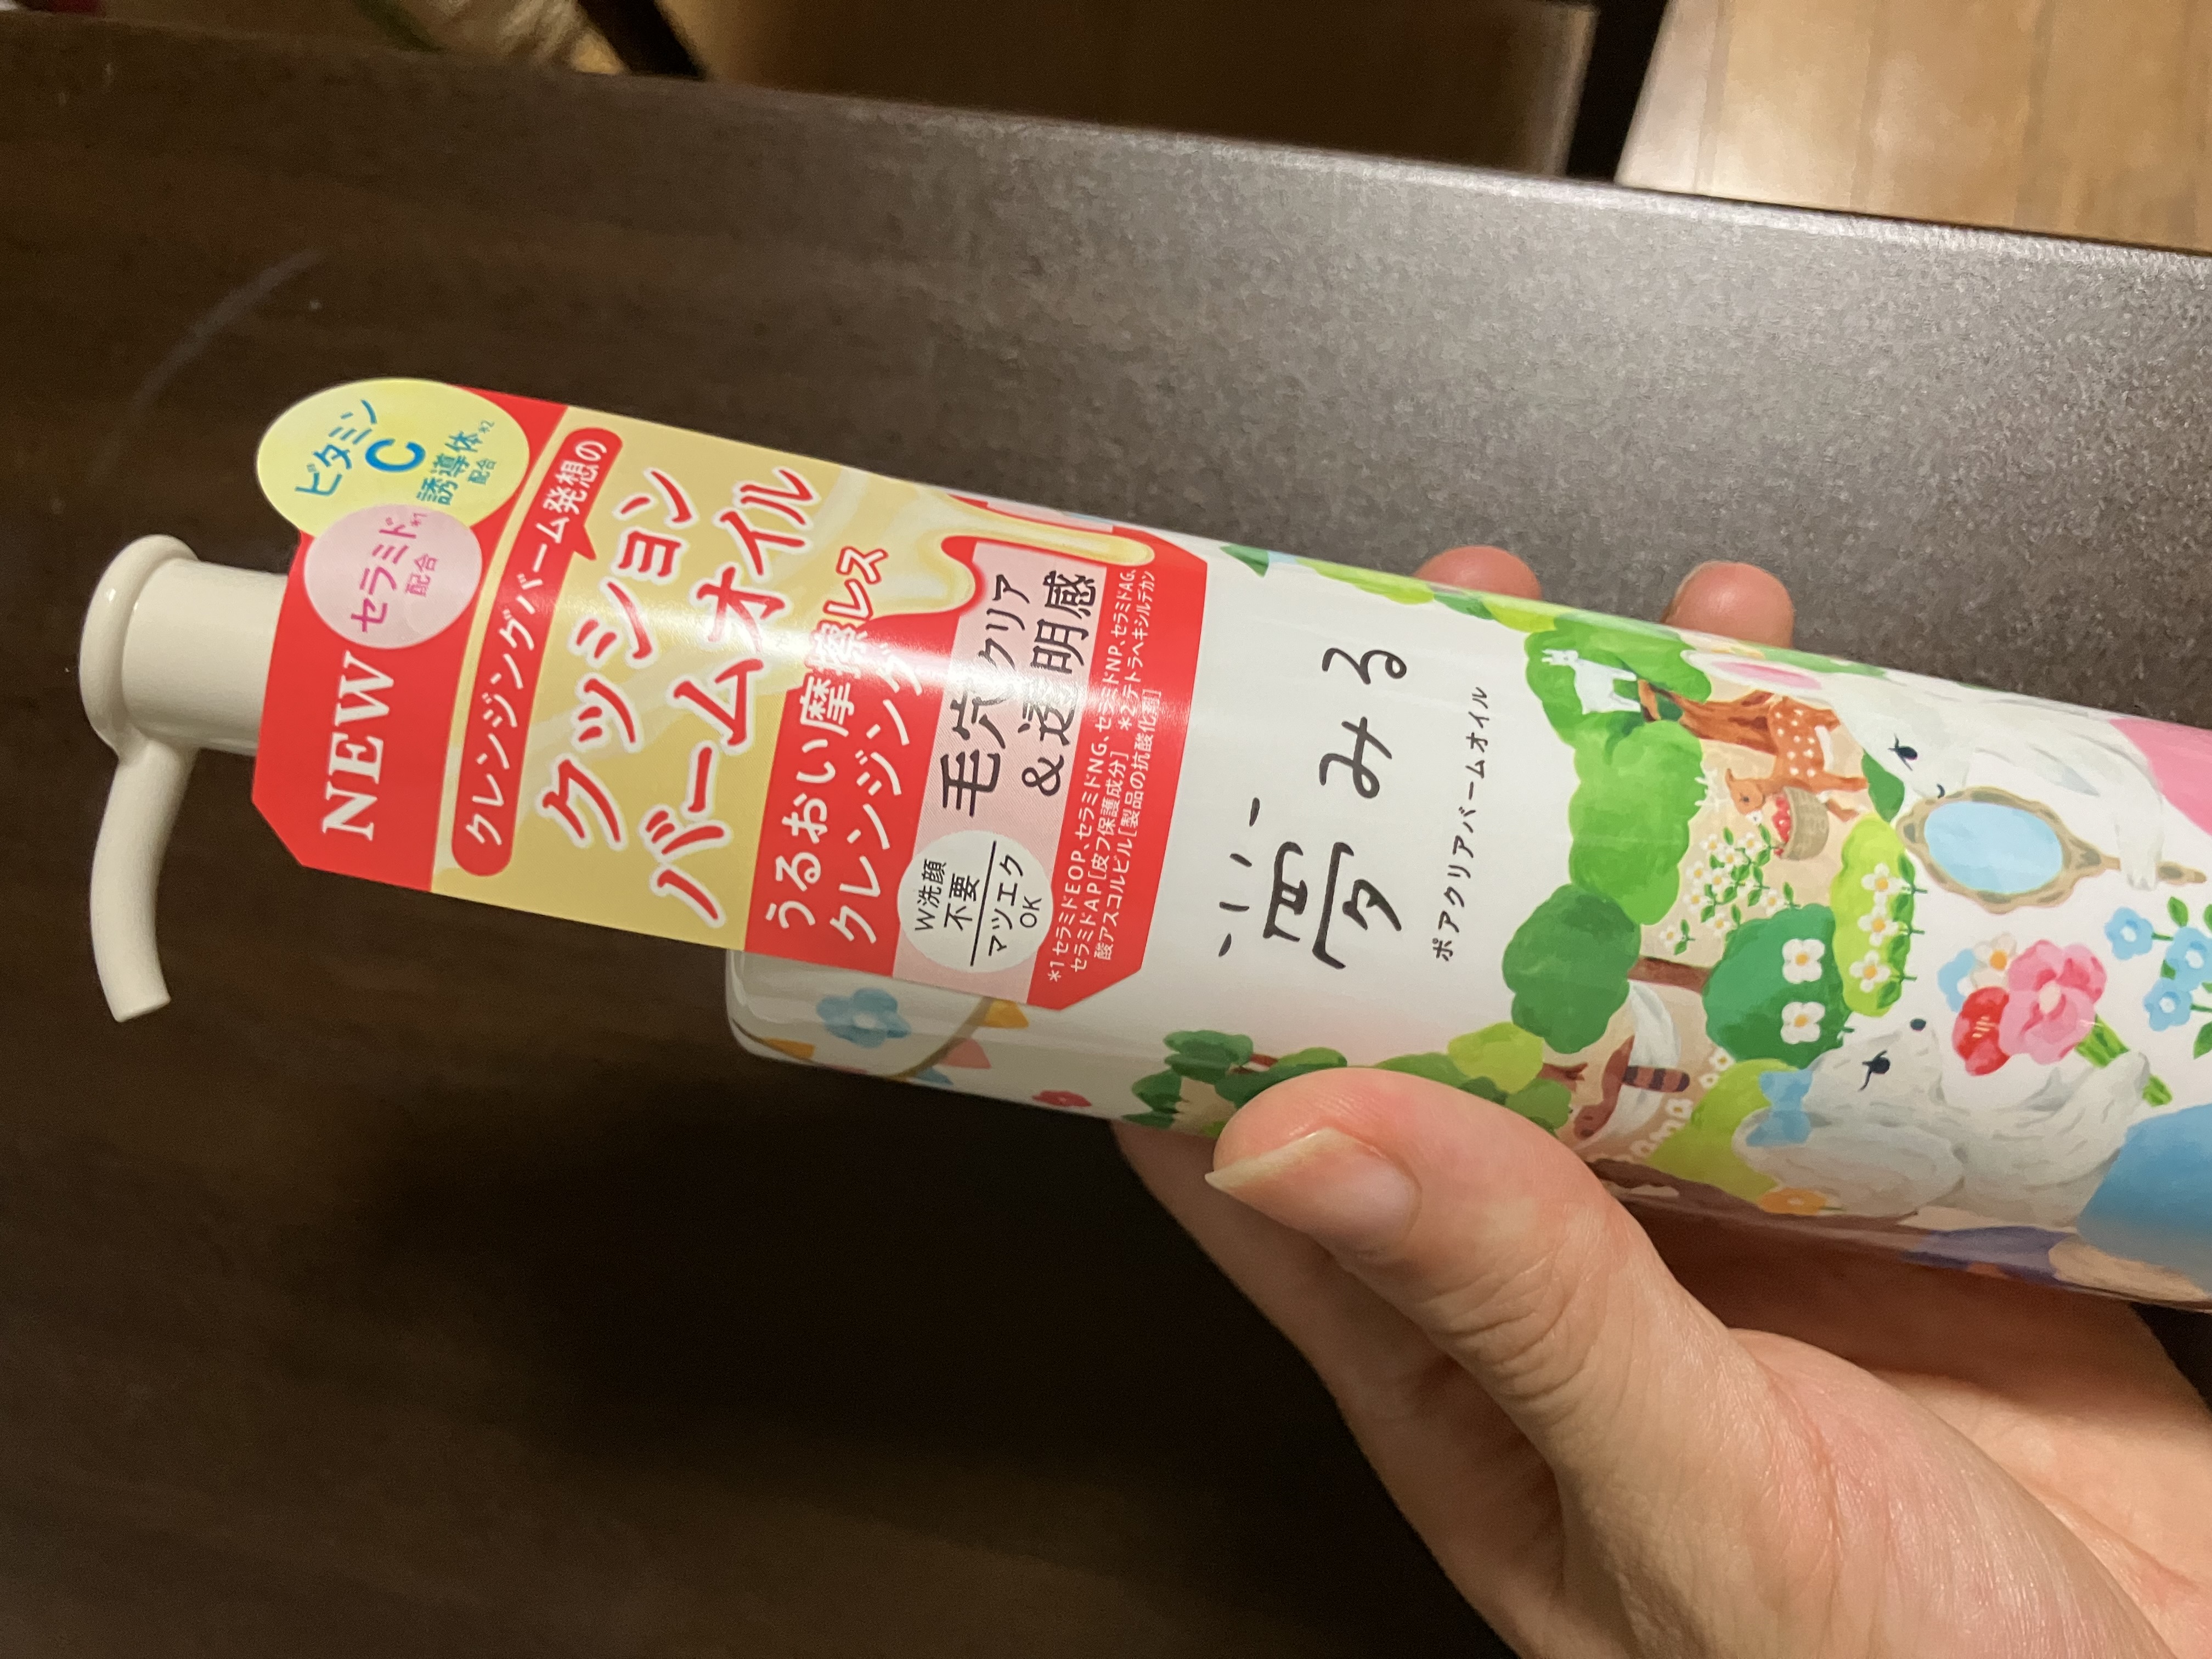 ビタミン
C
誘導体*2
配合
セラミド*1
配合
NEW
クレンジングバーム発想の
クッション
バームオイル
うるおい摩擦レス
クレンジング
毛穴クリア
&透明感
W洗顔
不要
マツエク
OK
*1 セラミドEOP、セラミドNG、セラミドNP、セラミドAG、
セラミドAP[皮フ保護成分] *2テトラヘキシルデカン
酸アスコルビル[製品の抗酸化剤]
夢みる
ポアクリアバームオイル